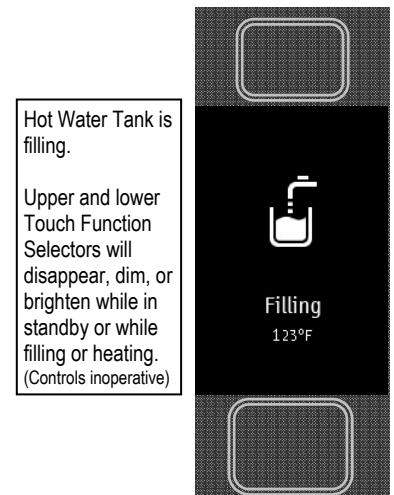 Hot Water Tank is
filling.
Upper and lower
Touch Function
Selectors will
disappear, dim, or
brighten while in
standby or while
filling or heating.
(Controls inoperative)
Filling
123°F